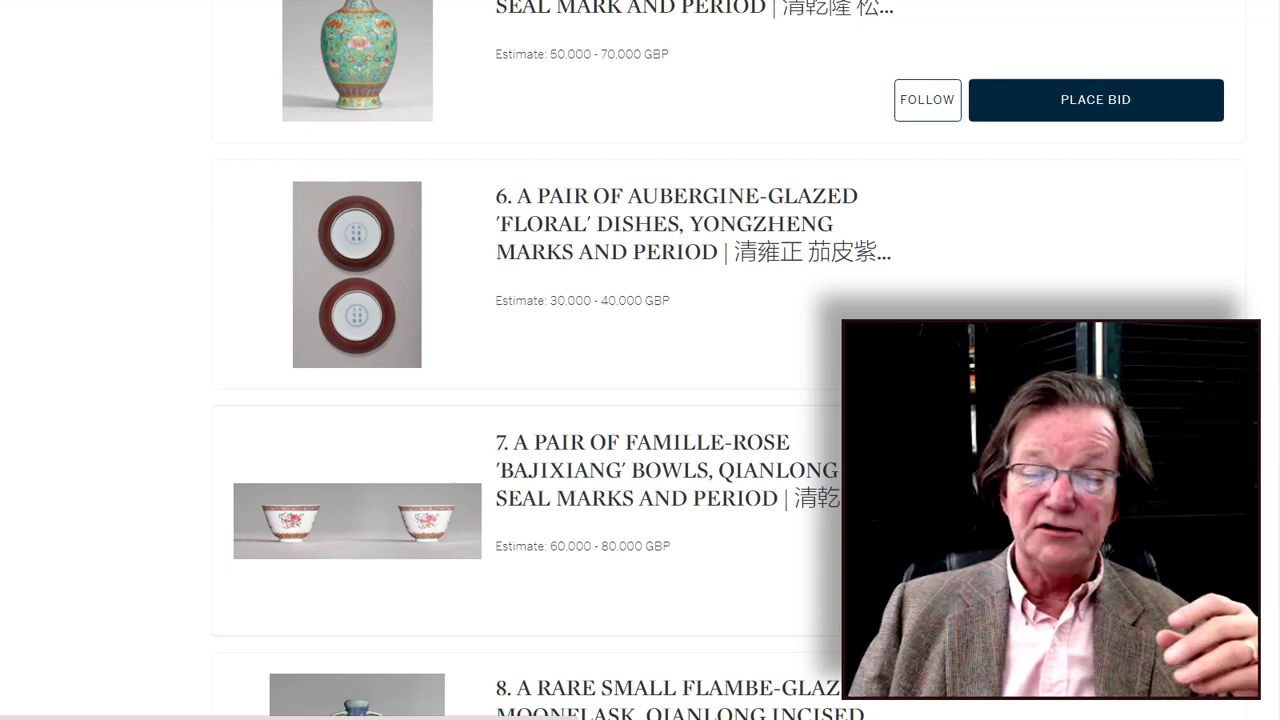 SEAL MARK AND PERIOD | 清乾隆 松...
Estimate: 50,000 - 70,000 GBP
FOLLOW
PLACE BID
6. A PAIR OF AUBERGINE-GLAZED
'FLORAL' DISHES, YONGZHENG
MARKS AND PERIOD | 清雍正 茄皮紫...
Estimate: 30,000 - 40,000 GBP
7. A PAIR OF FAMILLE-ROSE
'BAJIXIANG' BOWLS, QIANLONG
SEAL MARKS AND PERIOD | 清乾
Estimate: 60,000 - 80,000 GBP
8. A RARE SMALL FLAMBE-GLAZ
MOONFLASK, QIANLONG INCISED